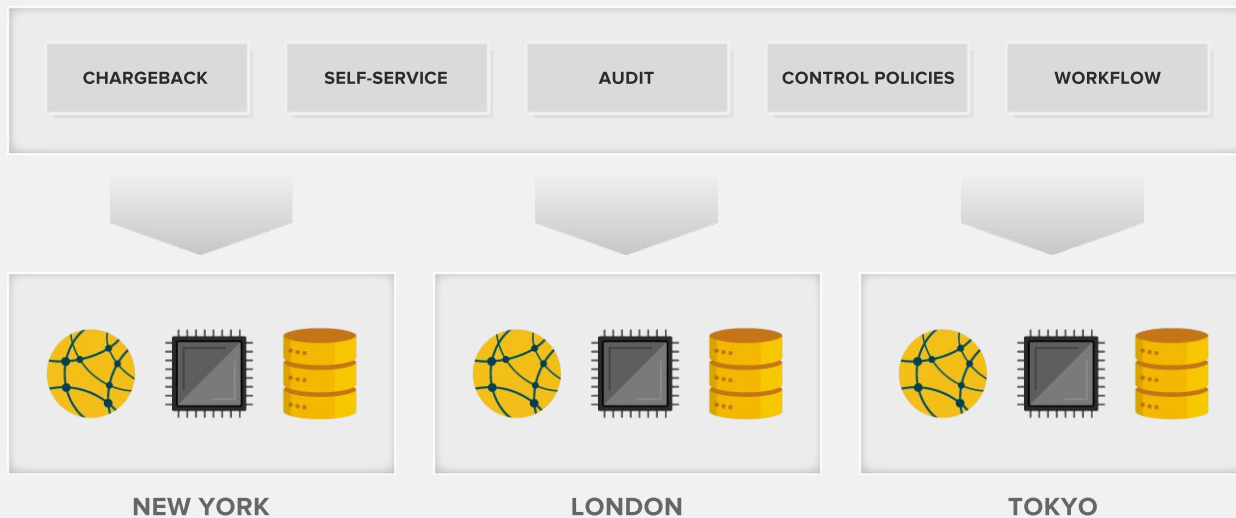 CHARGEBACK
SELF-SERVICE
AUDIT
CONTROL POLICIES
WORKFLOW
NEW YORK
LONDON
TOKYO